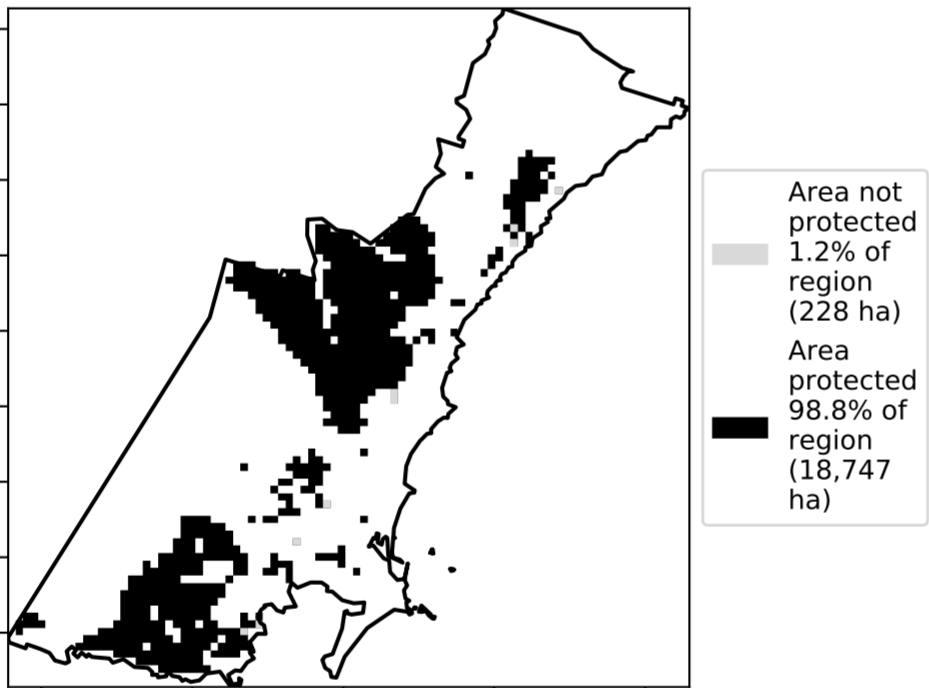 Area not
protected
1.2% of
region
(228 ha)
Area
protected
98.8% of
region
(18,747
ha)